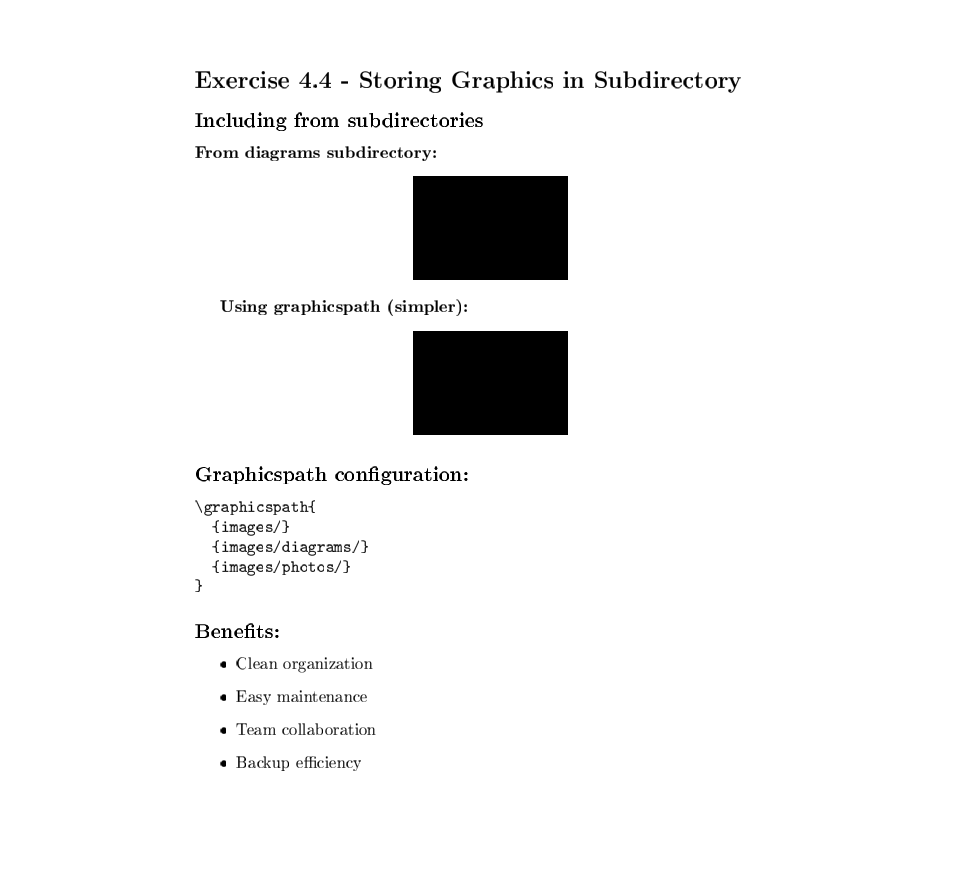 Exercise 4.4 - Storing Graphics in Subdirectory
Including from subdirectories
From diagrams subdirectory:
Using graphicspath (simpler):
Graphicspath configuration:
\graphicspath{
  {images/}
  {images/diagrams/}
  {images/photos/}
}
Benefits:
• Clean organization
• Easy maintenance
• Team collaboration
• Backup efficiency